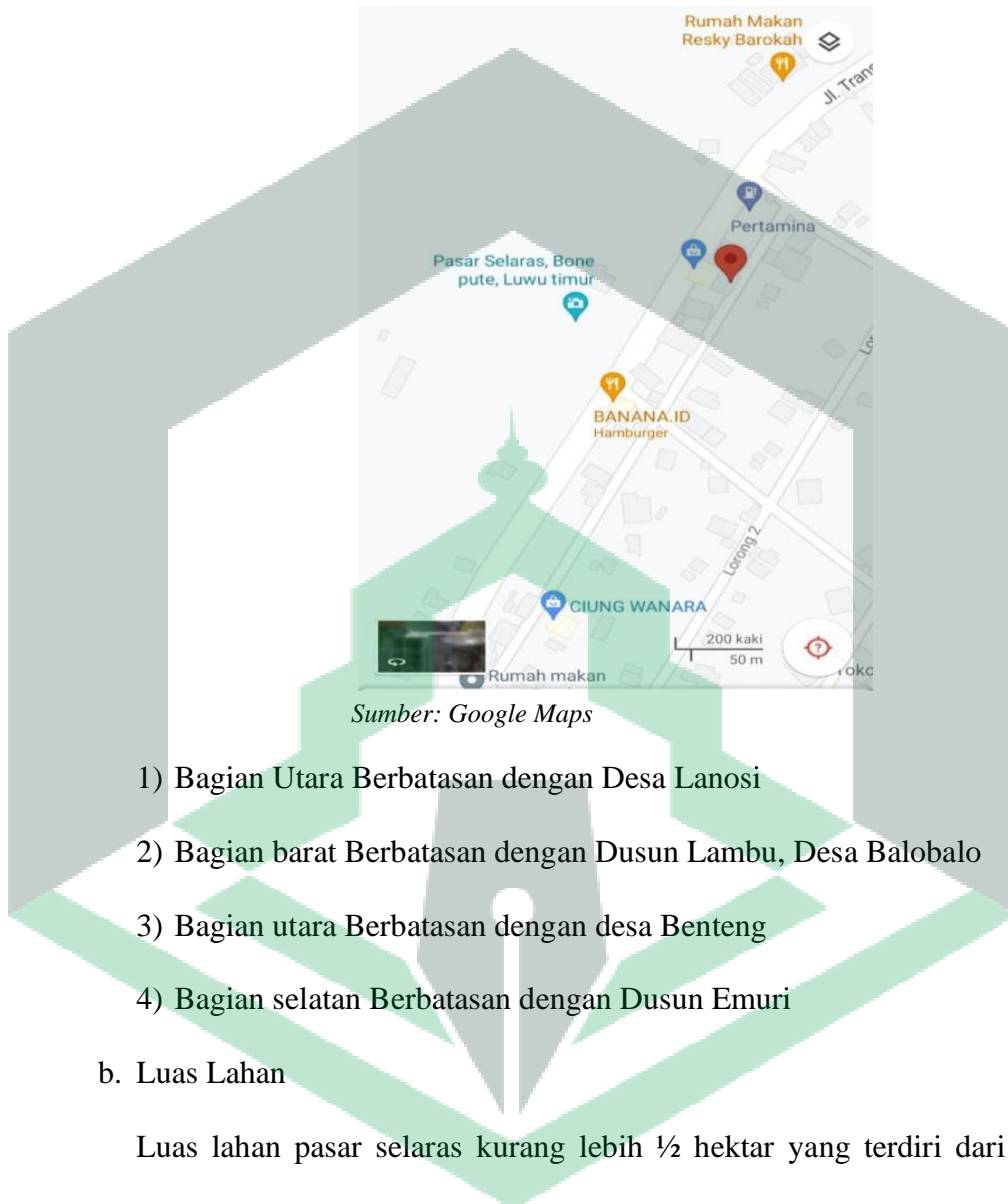 Rumah Makan
Resky Barokah
Jl. Trans
Pertamina
Pasar Selaras, Bone
pute, Luwu timur
BANANA.ID
Hamburger
Lorong 2
CIUNG WANARA
200 kaki
50 m
Rumah makan
Sumber: Google Maps
1) Bagian Utara Berbatasan dengan Desa Lanosi
2) Bagian barat Berbatasan dengan Dusun Lambu, Desa Balobalo
3) Bagian utara Berbatasan dengan desa Benteng
4) Bagian selatan Berbatasan dengan Dusun Emuri
b. Luas Lahan
Luas lahan pasar selaras kurang lebih ½ hektar yang terdiri dari